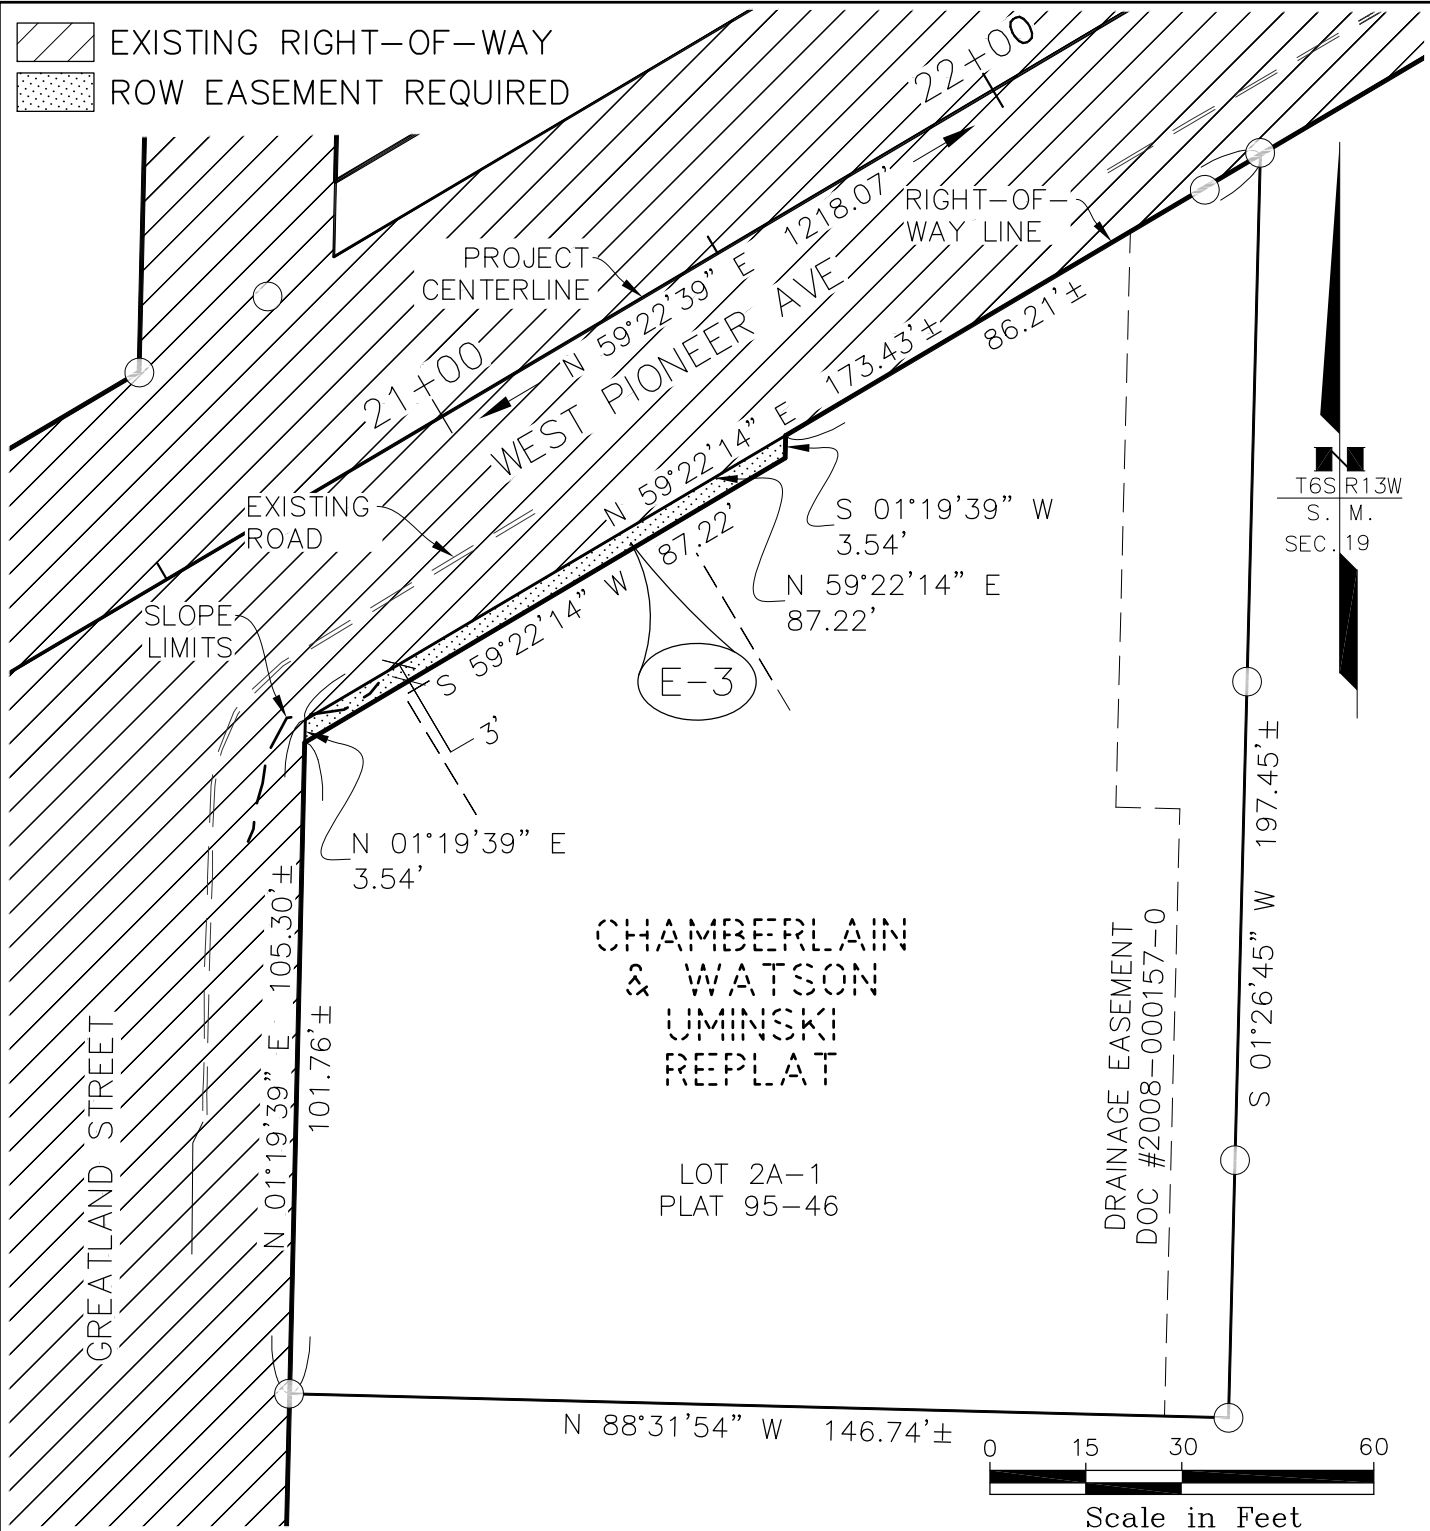 EXISTING RIGHT-OF-WAY
ROW EASEMENT REQUIRED
22+00
1218.07'
N 59°22'39" E
RIGHT-OF-
WAY LINE
PROJECT
CENTERLINE
WEST PIONEER AVE.
21+00
86.21'±
173.43'±
N 59°22'14" E
EXISTING
ROAD
T6S R13W
S. M.
SEC. 19
S 01°19'39" W
3.54'
87.22'
S 59°22'14" W
N 59°22'14" E
87.22'
SLOPE
LIMITS
E-3
3'
N 01°19'39" E
3.54'
N 01°19'39" E 105.30'±
101.76'±
GREATLAND STREET
CHAMBERLAIN
& WATSON
UMINSKI
REPLAT
LOT 2A-1
PLAT 95-46
DRAINAGE EASEMENT
DOC #2008-000157-0
S 01°26'45" W 197.45'±
N 88°31'54" W 146.74'±
0 15 30 60
Scale in Feet